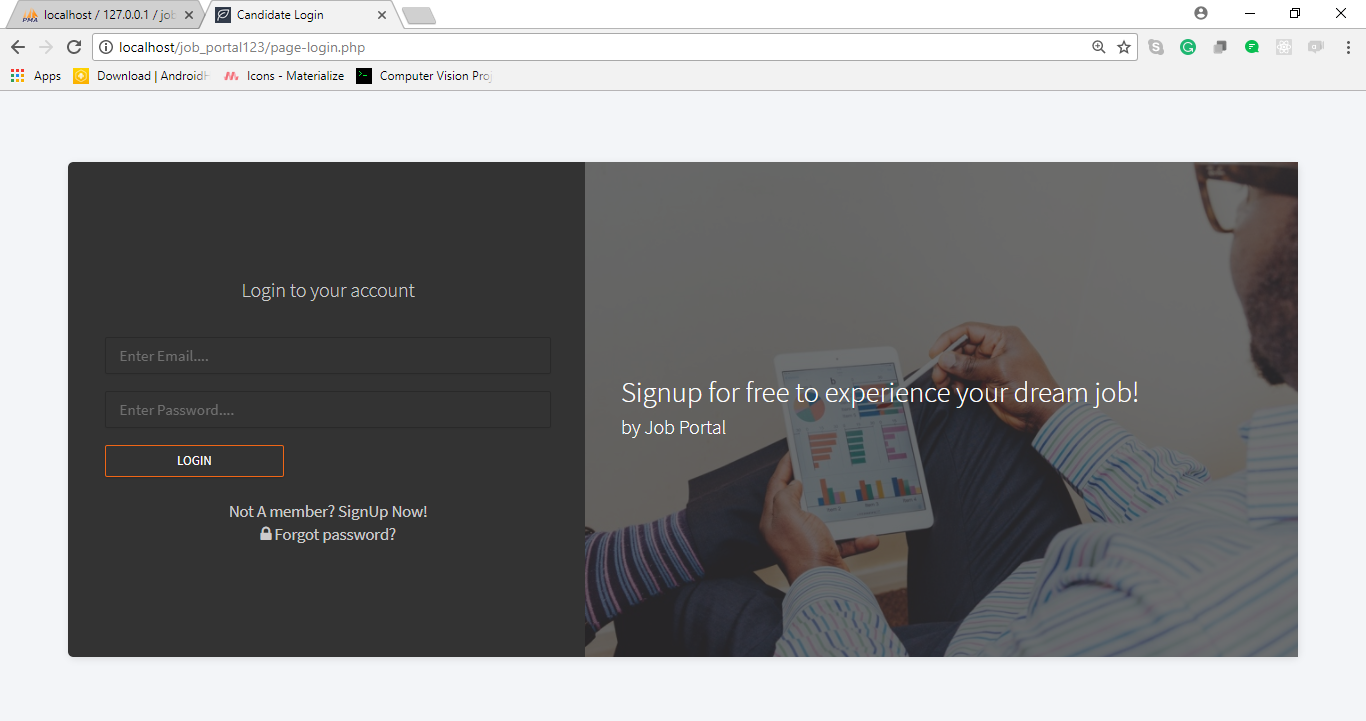 PMA localhost / 127.0.0.1 / job
Candidate Login
localhost/job_portal123/page-login.php
Apps
Download | Android
Icons - Materialize
Computer Vision Proj
Login to your account
Enter Email....
Enter Password....
LOGIN
Not A member? SignUp Now!
Forgot password?
Signup for free to experience your dream job!
by Job Portal